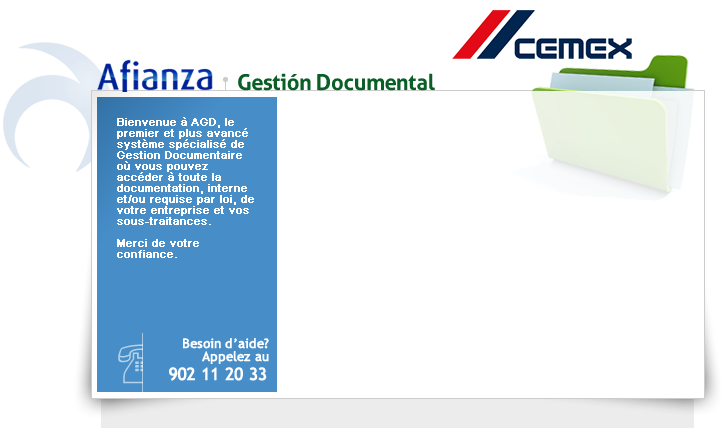 CEMEX
Afianza Gestión Documental
Bienvenue à AGD, le
premier et plus avancé
système spécialisé de
Gestion Documentaire
où vous pouvez
accéder à toute la
documentation, interne
et/ou requise par loi, de
votre entreprise et vos
sous-traitances.
Merci de votre
confiance.
Besoin d'aide?
Appelez au
902 11 20 33